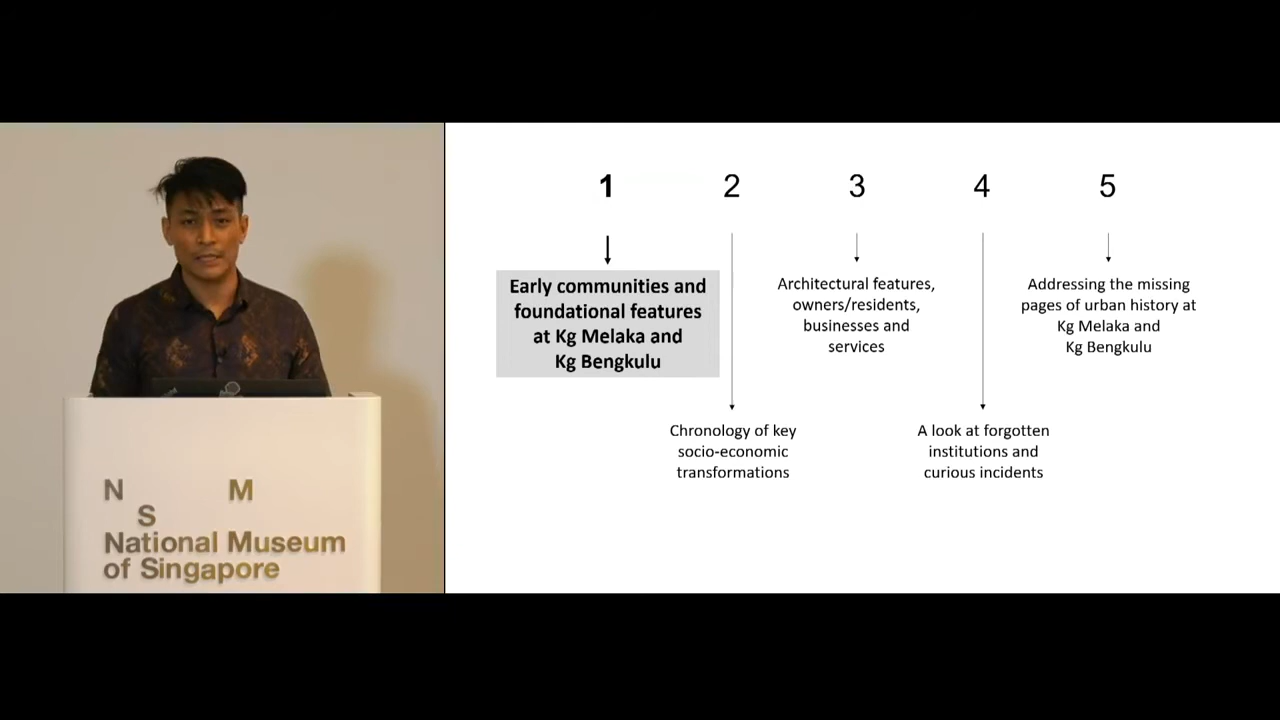 N M
S
National Museum
of Singapore
1 2 3 4 5
Early communities and
foundational features
at Kg Melaka and
Kg Bengkulu
Chronology of key
socio-economic
transformations
Architectural features,
owners/residents,
businesses and
services
A look at forgotten
institutions and
curious incidents
Addressing the missing
pages of urban history at
Kg Melaka and
Kg Bengkulu